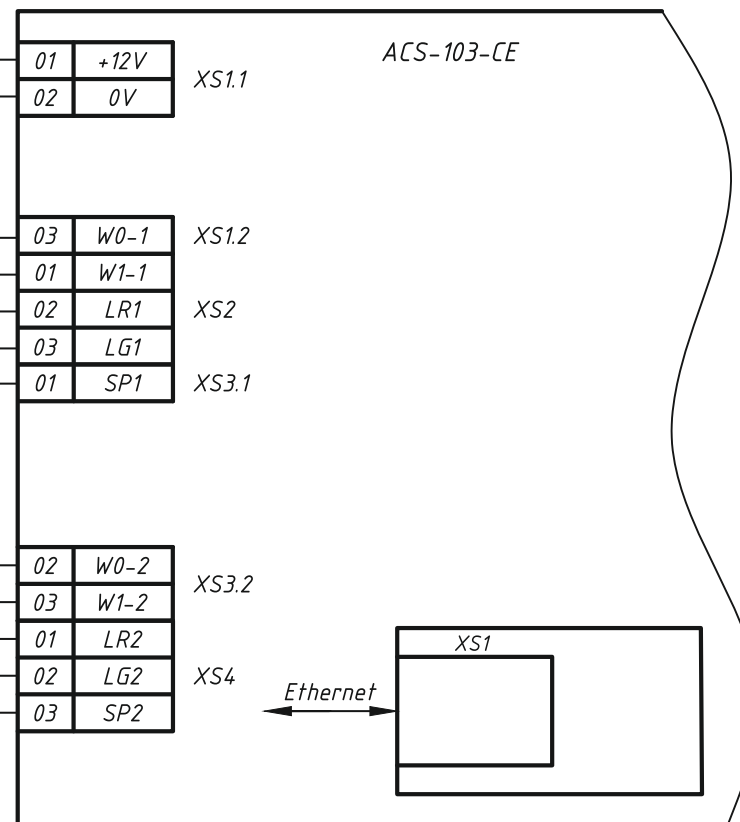 ACS-103-CE
01 +12V XS1.1
02 0V
03 W0-1 XS1.2
01 W1-1
02 LR1 XS2
03 LG1
01 SP1 XS3.1
02 W0-2 XS3.2
03 W1-2
01 LR2
02 LG2 XS4
03 SP2
XS1
Ethernet